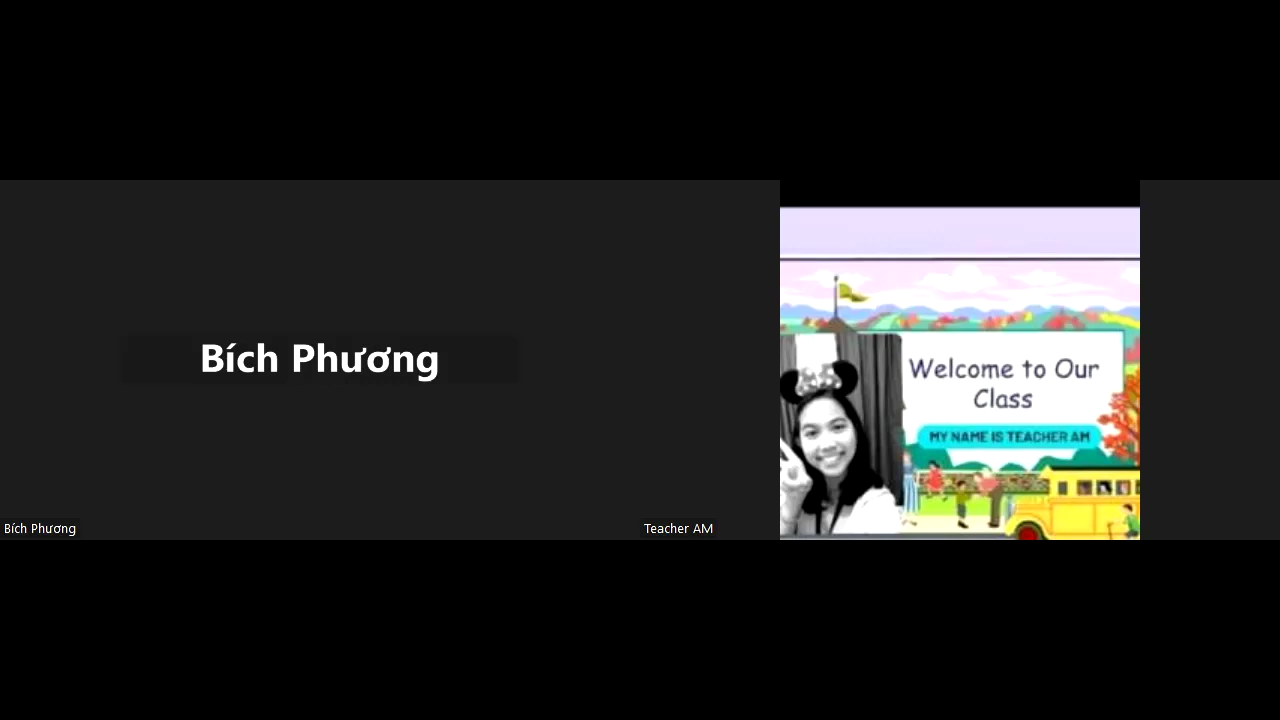 Bích Phương
Bích Phương
Teacher AM
Welcome to Our
Class
MY NAME IS TEACHER AM